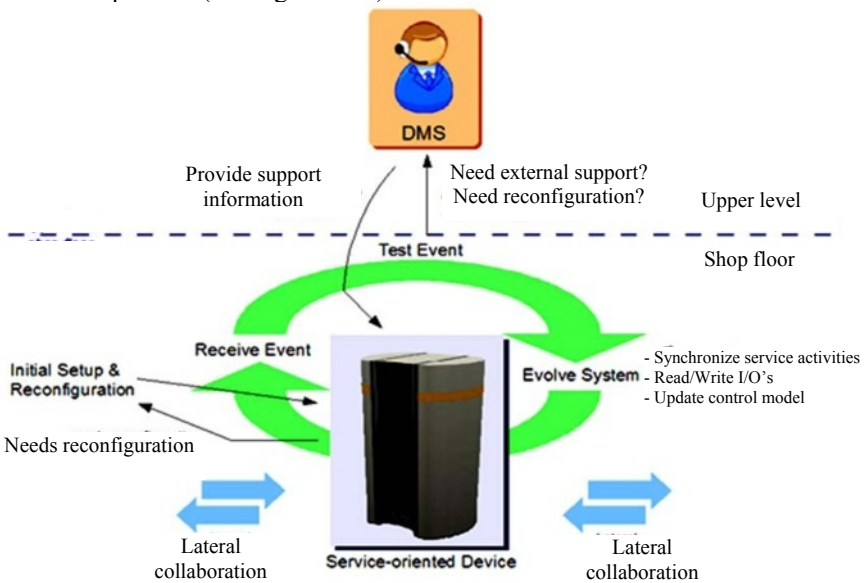 DMS
Provide support
information
Need external support?
Need reconfiguration?
Upper level
Test Event
Shop floor
Receive Event
Initial Setup &
Reconfiguration
Evolve System
- Synchronize service activities
- Read/Write I/O's
- Update control model
Needs reconfiguration
Lateral
collaboration
Service-oriented Device
Lateral
collaboration